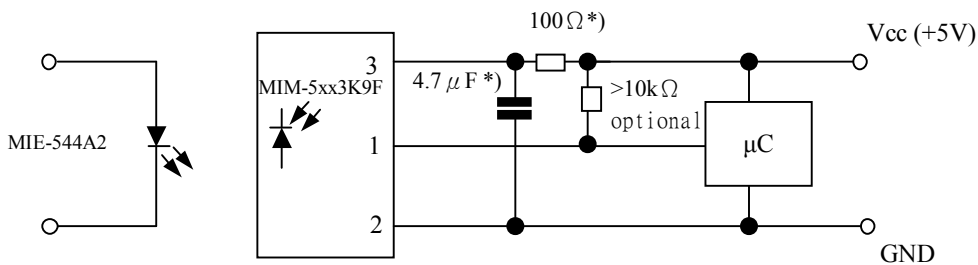 100Ω*)
Vcc (+5V)
3
MIM-5xx3K9F
4.7μF*)
>10kΩ
optional
MIE-544A2
1
μC
2
GND